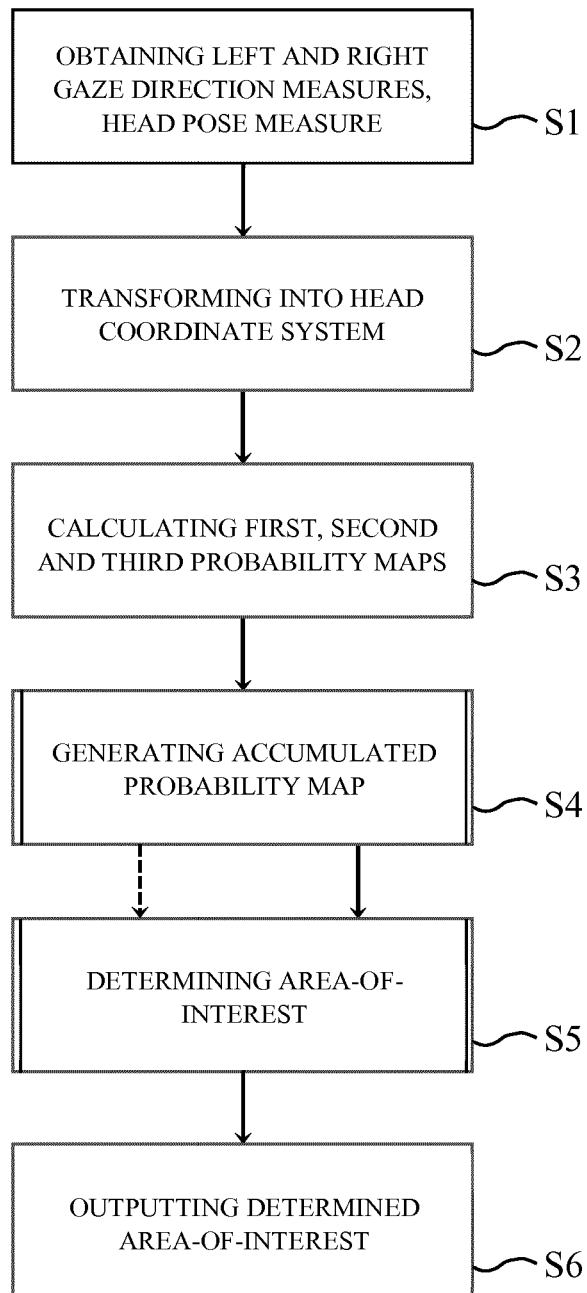 OBTAINING LEFT AND RIGHT
GAZE DIRECTION MEASURES,
HEAD POSE MEASURE
S1
TRANSFORMING INTO HEAD
COORDINATE SYSTEM
S2
CALCULATING FIRST, SECOND
AND THIRD PROBABILITY MAPS
S3
GENERATING ACCUMULATED
PROBABILITY MAP
S4
DETERMINING AREA-OF-
INTEREST
S5
OUTPUTTING DETERMINED
AREA-OF-INTEREST
S6